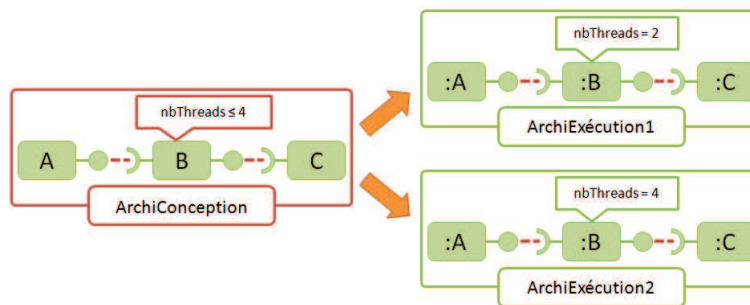 nbThreads ≤ 4
A B C
ArchiConception
nbThreads = 2
:A :B :C
ArchiExécution1
nbThreads = 4
:A :B :C
ArchiExécution2